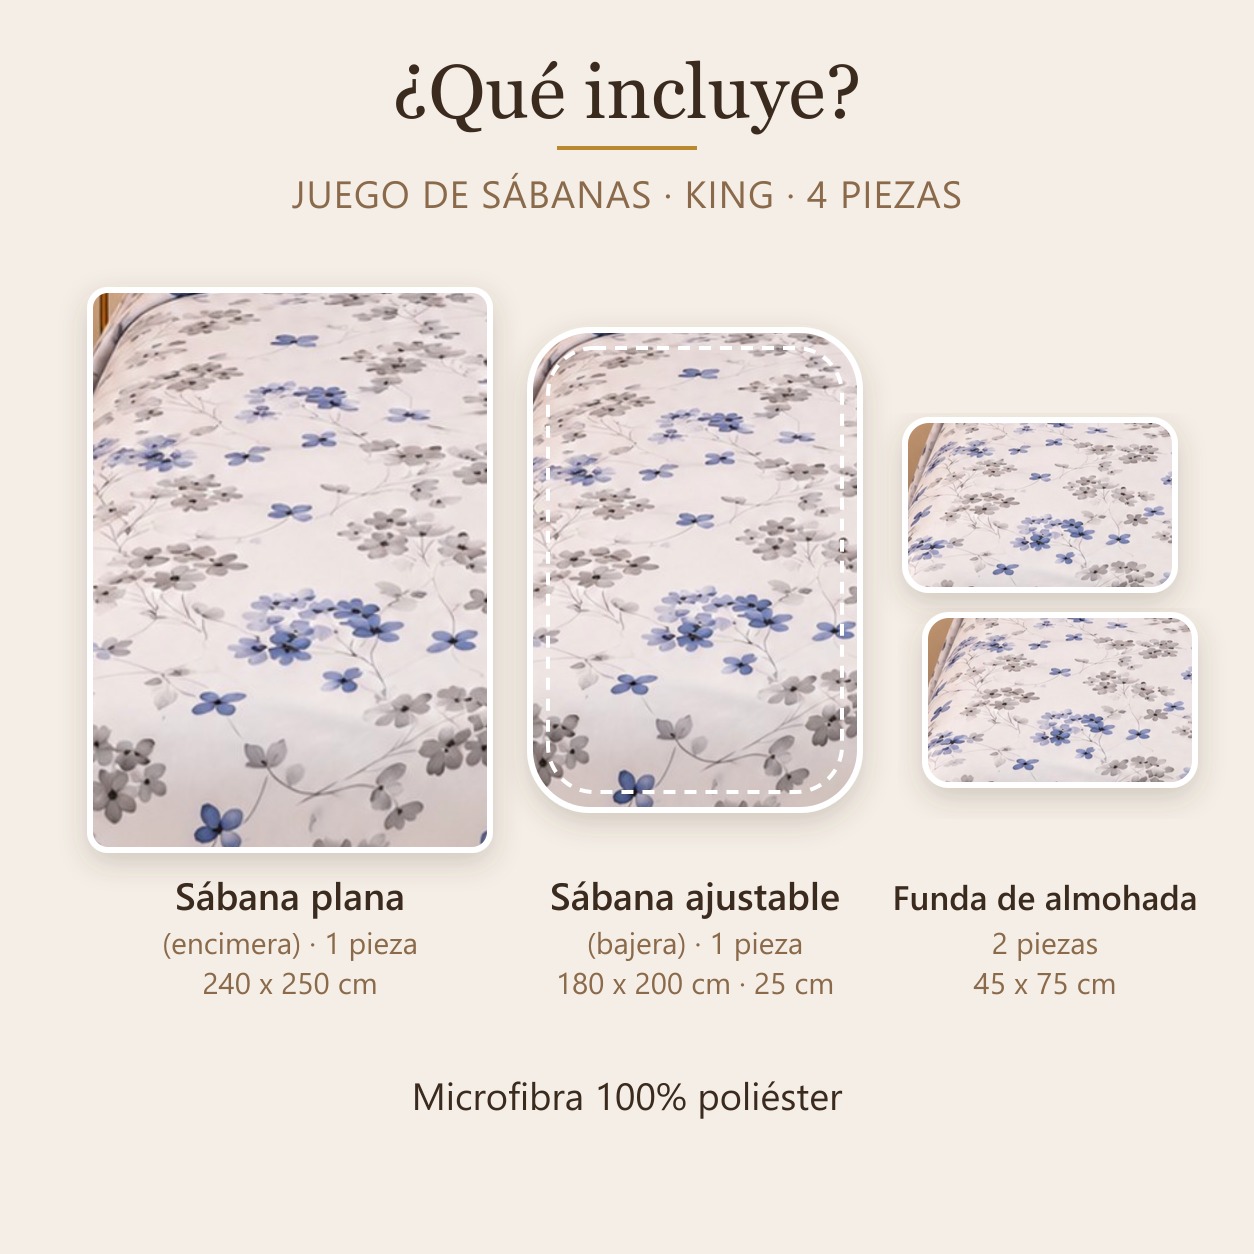 ¿Qué incluye?
JUEGO DE SÁBANAS · KING · 4 PIEZAS
Sábana plana
(encimera) · 1 pieza
240 x 250 cm
Sábana ajustable
(bajera) · 1 pieza
180 x 200 cm · 25 cm
Funda de almohada
2 piezas
45 x 75 cm
Microfibra 100% poliéster